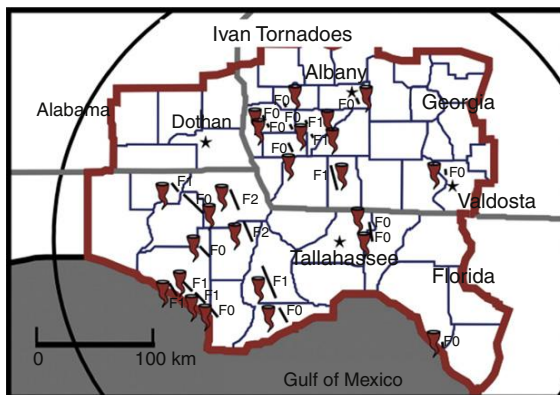 Ivan Tornadoes
Albany
F0
F0
Alabama
Georgia
F0
F0
F0
F1
Dothan
F1
F0
F1
F0
F1
F0
F2
Valdosta
F0
F0
F2
F0
Tallahassee
Florida
F1
F1
F1
F1
F0
F0
F0
0
100 km
Gulf of Mexico